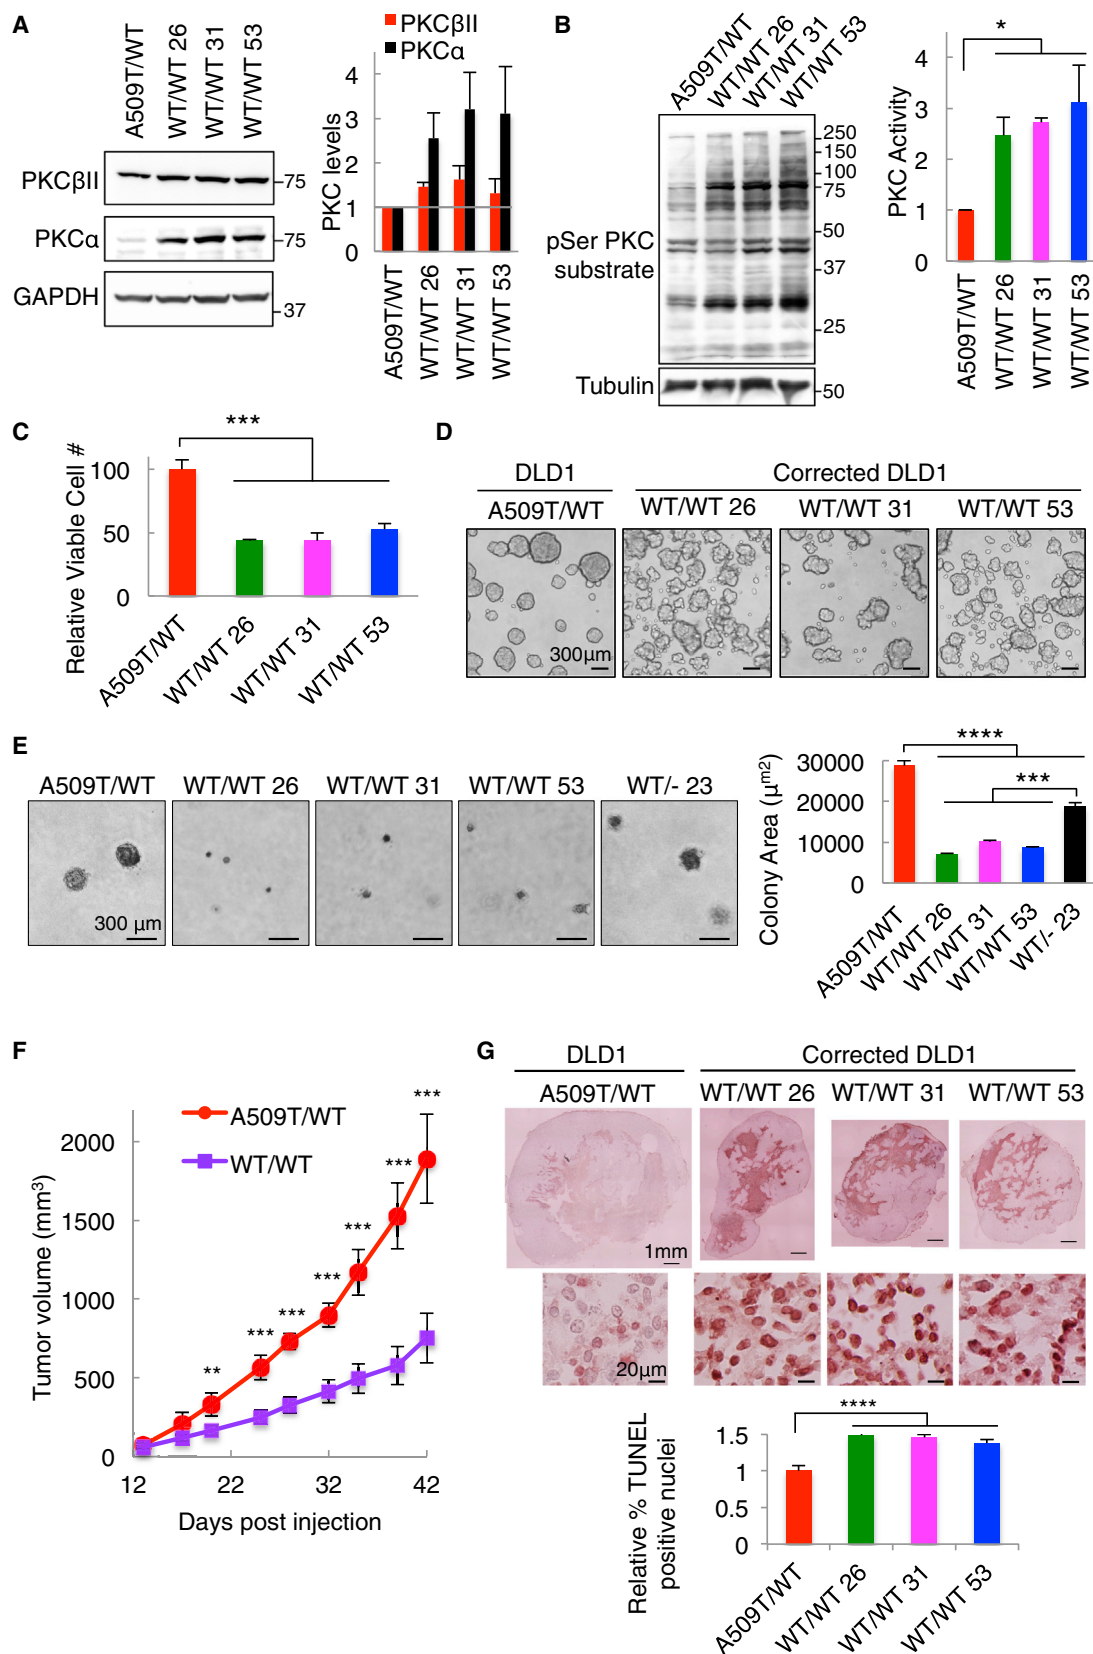 A
A509T/WT
WT/WT 26
WT/WT 31
WT/WT 53
PKCβII
75
PKCα
75
GAPDH
37
PKCβII
PKCα
PKC levels
4
3
2
1
0
A509T/WT
WT/WT 26
WT/WT 31
WT/WT 53
B
A509T/WT
WT/WT 26
WT/WT 31
WT/WT 53
250
150
100
75
50
37
25
pSer PKC
substrate
Tubulin
50
*
PKC Activity
4
2
1
0
A509T/WT
WT/WT 26
WT/WT 31
WT/WT 53
C
***
Relative Viable Cell #
100
50
0
A509T/WT
WT/WT 26
WT/WT 31
WT/WT 53
D
DLD1
Corrected DLD1
A509T/WT
WT/WT 26
WT/WT 31
WT/WT 53
300μm
E
A509T/WT
WT/WT 26
WT/WT 31
WT/WT 53
WT/- 23
300 μm
****
***
Colony Area (μm2)
30000
20000
10000
0
A509T/WT
WT/WT 26
WT/WT 31
WT/WT 53
WT/- 23
F
A509T/WT
WT/WT
Tumor volume (mm3)
2000
1500
1000
500
0
** *** *** *** *** *** ***
12 22 32 42
Days post injection
G
DLD1
Corrected DLD1
A509T/WT
WT/WT 26
WT/WT 31
WT/WT 53
1mm
20μm
****
Relative % TUNEL
positive nuclei
1.5
1
0.5
0
A509T/WT
WT/WT 26
WT/WT 31
WT/WT 53